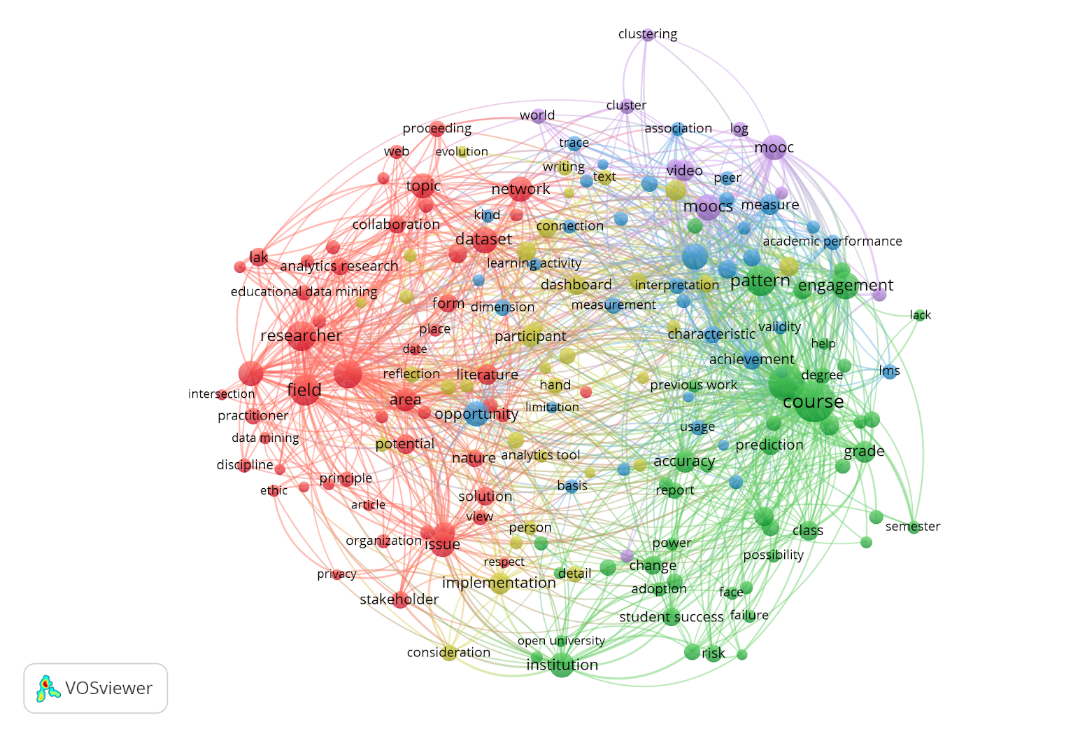 clustering
cluster
world
proceeding
association
log
trace
mooc
web
evolution
writing
text
video
peer
topic
network
moocs
measure
kind
collaboration
connection
dataset
academic performance
lak
analytics research
learning activity
dashboard
interpretation
pattern
engagement
educational data mining
form
dimension
measurement
lack
place
researcher
participant
characteristic
validity
help
date
achievement
reflection
literature
degree
lms
intersection
field
hand
previous work
area
opportunity
limitation
course
practitioner
usage
data mining
potential
prediction
nature
analytics tool
accuracy
grade
discipline
principle
basis
ethic
article
solution
report
view
person
class
semester
organization
issue
power
possibility
respect
privacy
implementation
detail
change
adoption
face
stakeholder
student success
failure
open university
consideration
institution
risk
VOSviewer